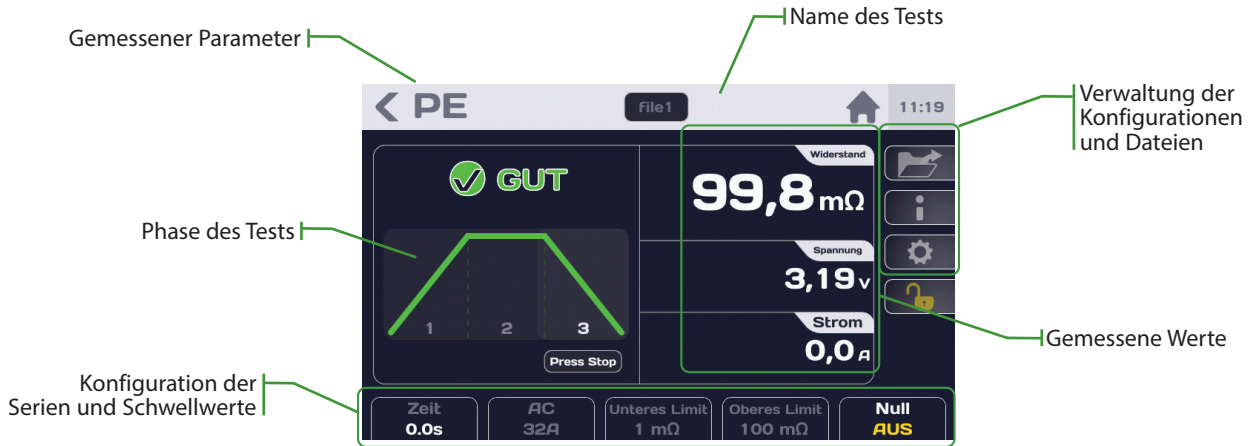 Name des Tests
Gemessener Parameter
PE
file1
11:19
Verwaltung der
Konfigurationen
und Dateien
Widerstand
99,8 mΩ
GUT
Phase des Tests
Spannung
3,19 V
1 2 3
Strom
0,0 A
Gemessene Werte
Press Stop
Konfiguration der
Serien und Schwellwerte
Zeit
0.0s
AC
32A
Unteres Limit
1 mΩ
Oberes Limit
100 mΩ
Null
AUS